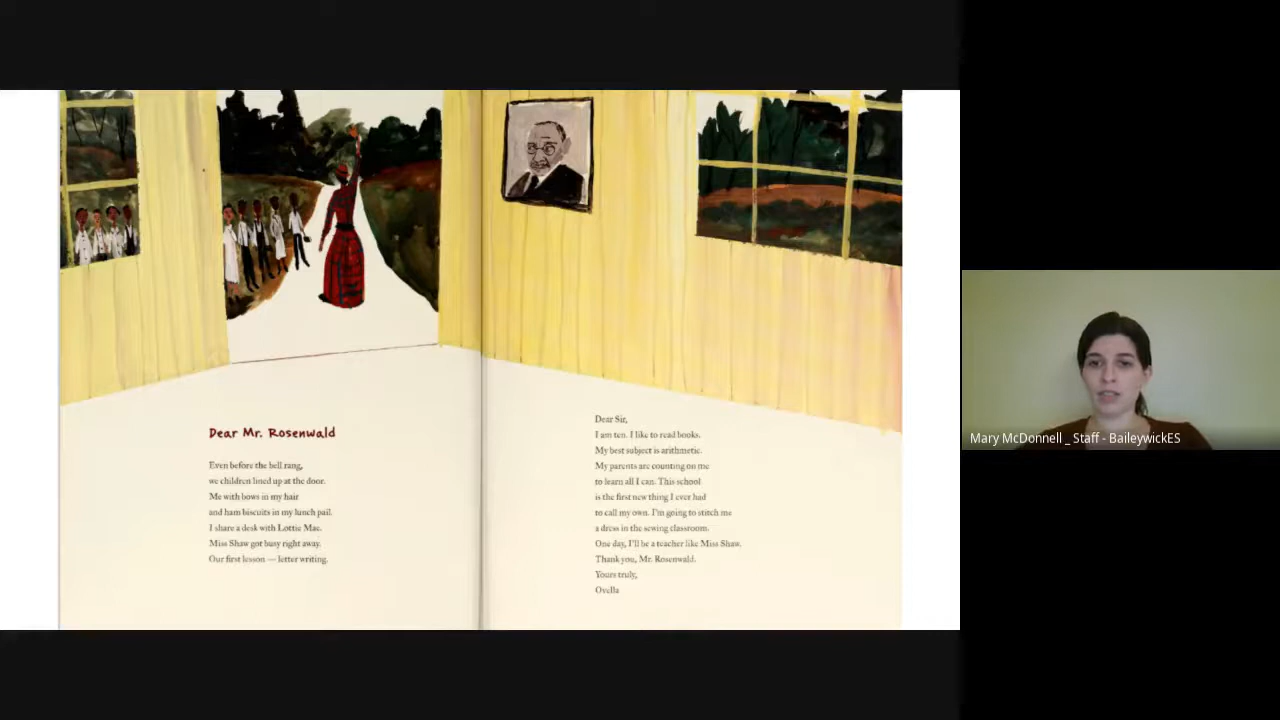 Dear Mr. Rosenwald
Even before the bell rang,
we children lined up at the door.
Me with bows in my hair
and ham biscuits in my lunch pail.
I share a desk with Lottie Mae.
Miss Shaw got busy right away.
Our first lesson — letter writing.
Dear Sir,
I am ten. I like to read books.
My best subject is arithmetic.
My parents are counting on me
to learn all I can. This school
is the first new thing I ever had
to call my own. I'm going to stitch me
a dress in the sewing classroom.
One day, I'll be a teacher like Miss Shaw.
Thank you, Mr. Rosenwald.
Yours truly,
Ovella
Mary McDonnell _ Staff - BaileywickES